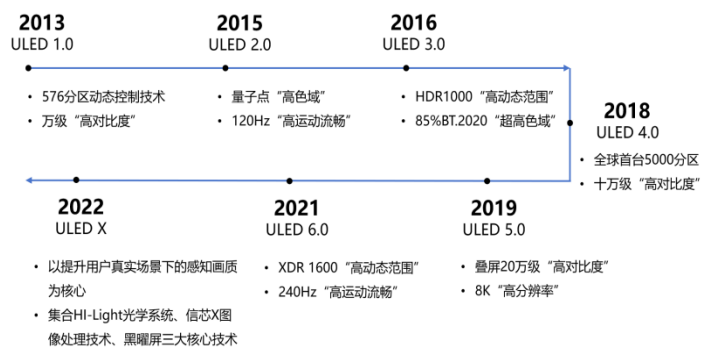 2013
ULED 1.0
• 576分区动态控制技术
• 万级“高对比度”
2015
ULED 2.0
• 量子点“高色域”
• 120Hz“高运动流畅”
2016
ULED 3.0
• HDR1000“高动态范围”
• 85%BT.2020“超高色域”
2018
ULED 4.0
• 全球首台5000分区
• 十万级“高对比度”
2019
ULED 5.0
• 叠屏20万级“高对比度”
• 8K“高分辨率”
2021
ULED 6.0
• XDR 1600“高动态范围”
• 240Hz“高运动流畅”
2022
ULED X
• 以提升用户真实场景下的感知画质
为核心
• 集合HI-Light光学系统、信芯X图
像处理技术、黑曜屏三大核心技术